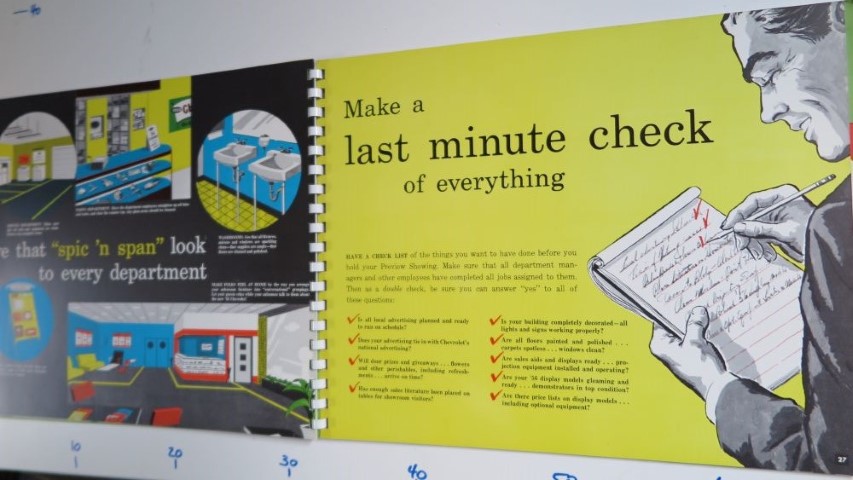 e that "spic 'n span" look
to every department
Make a
last minute check
of everything
HAVE A CHECK LIST of the things you want to have done before you
hold your Preview Showing. Make sure that all department man-
agers and other employees have completed all jobs assigned to them.
Then as a double check, be sure you can answer "yes" to all of
these questions:
Is all local advertising planned and ready
to run on schedule?
Does your advertising tie in with Chevrolet's
national advertising?
Will door prizes and giveaways . . . flowers
and other perishables, including refresh-
ments . . . arrive on time?
Has enough sales literature been placed on
tables for showroom visitors?
Is your building completely decorated—all
lights and signs working properly?
Are all floors painted and polished . . .
carpets spotless . . . windows clean?
Are sales aids and displays ready . . . pro-
jection equipment installed and operating?
Are your '58 display models gleaming and
ready . . . demonstrators in top condition?
Are there price lists on display models . . .
including optional equipment?
27
10
20
30
40